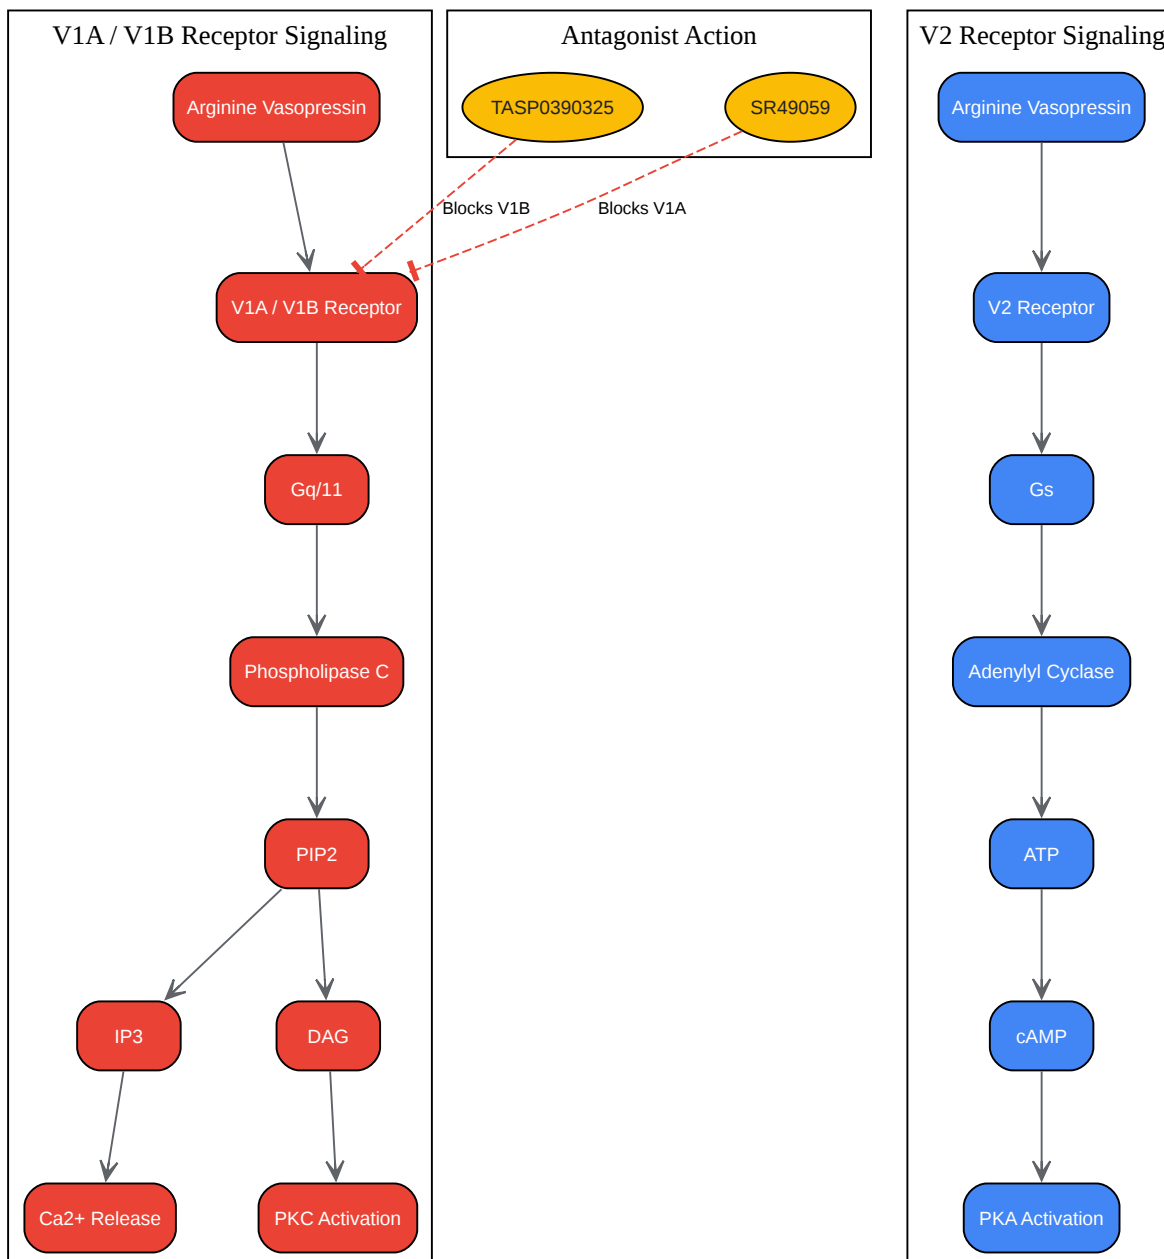 V1A / V1B Receptor Signaling
Arginine Vasopressin
V1A / V1B Receptor
Gq/11
Phospholipase C
PIP2
IP3
DAG
Ca2+ Release
PKC Activation
Antagonist Action
TASP0390325
SR49059
Blocks V1B
Blocks V1A
V2 Receptor Signaling
Arginine Vasopressin
V2 Receptor
Gs
Adenylyl Cyclase
ATP
cAMP
PKA Activation